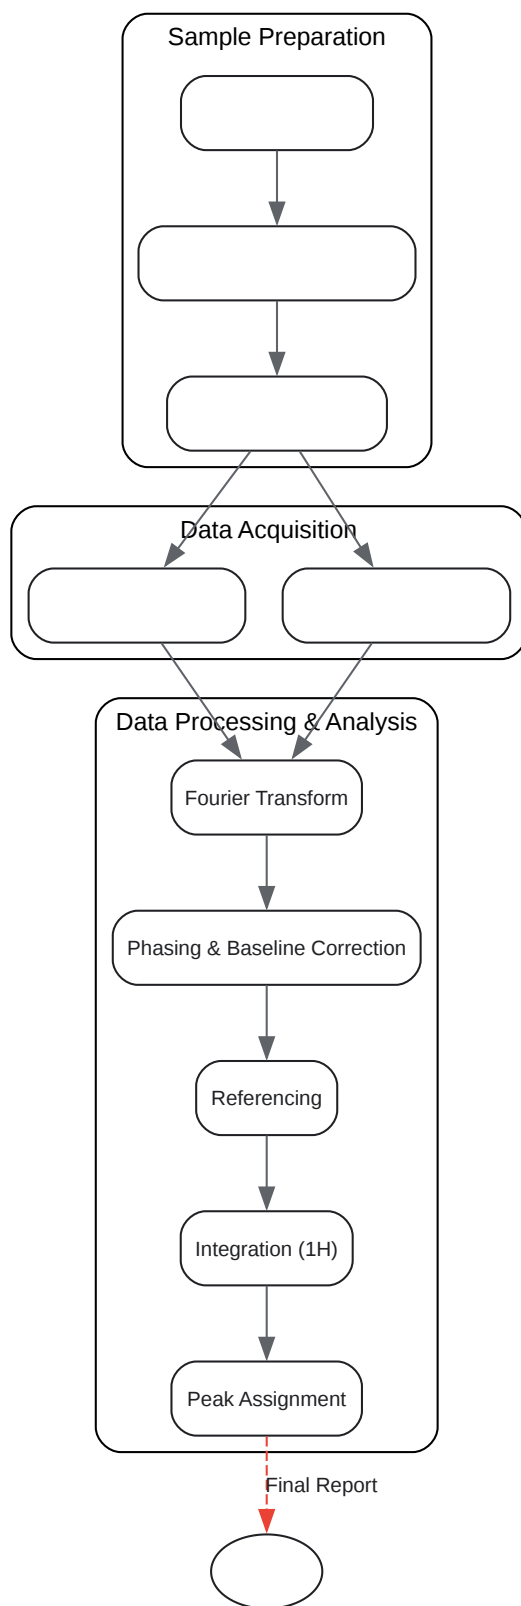 Sample Preparation
Data Acquisition
Data Processing & Analysis
Fourier Transform
Phasing & Baseline Correction
Referencing
Integration (1H)
Peak Assignment
Final Report